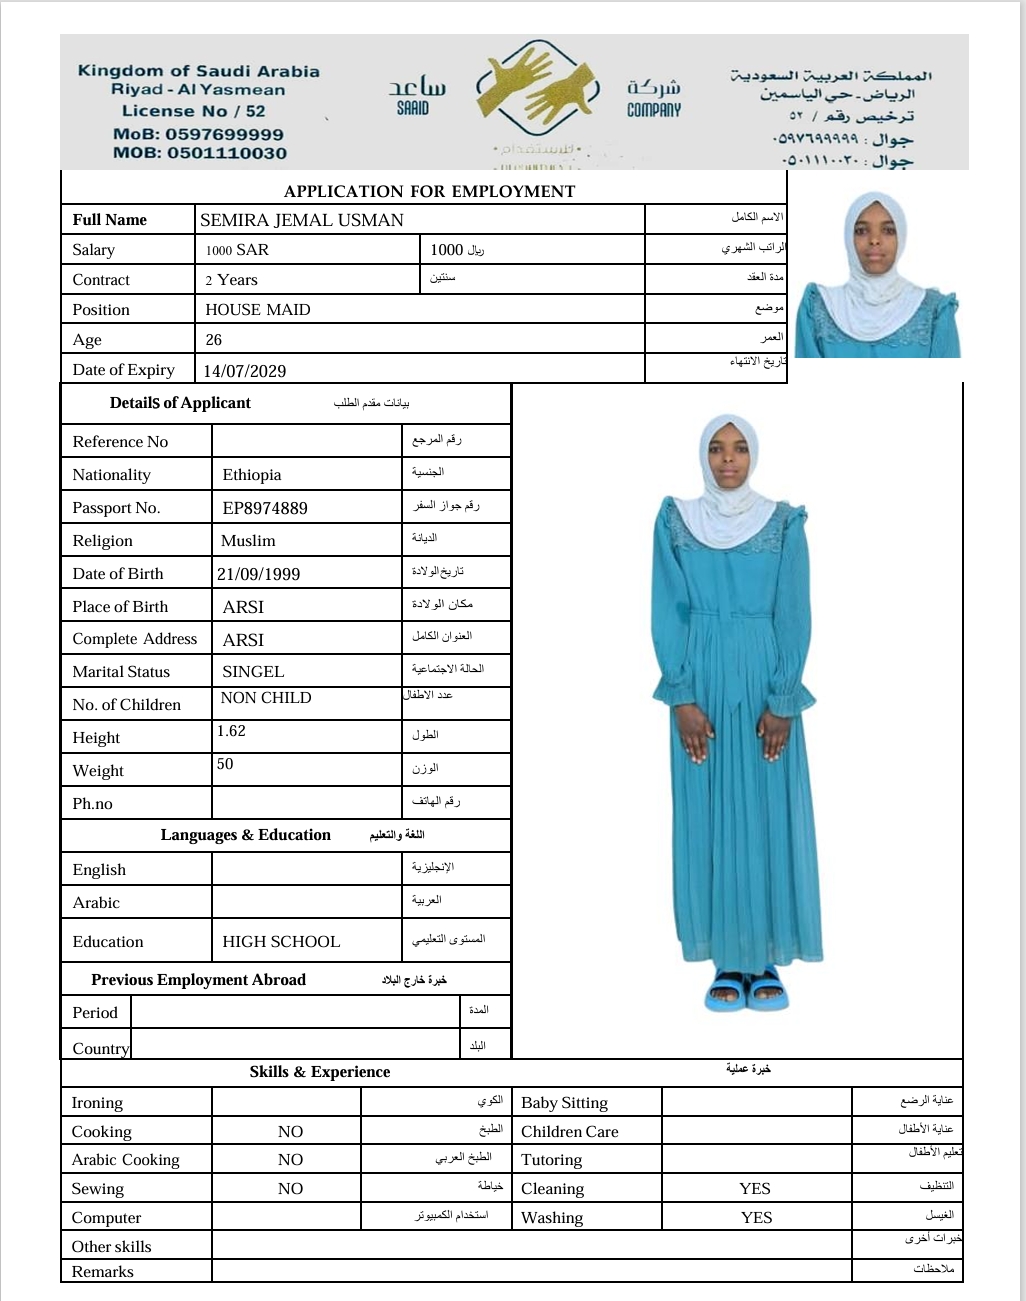 Kingdom of Saudi Arabia
Riyad - Al Yasmean
License No / 52
MoB: 0597699999
MOB: 0501110030
ساعد
SAAID
شركة
COMPANY
للإستقدام
المملكة العربية السعودية
الرياض - حي الياسمين
ترخيص رقم / ٥٢
جوال : ٠٥٩٧٦٩٩٩٩٩
جوال : ٠٥٠١١١٠٠٣٠
APPLICATION FOR EMPLOYMENT
Full Name SEMIRA JEMAL USMAN الاسم الكامل
Salary 1000 SAR 1000 ريال الراتب الشهري
Contract 2 Years سنتين مدة العقد
Position HOUSE MAID موضع
Age 26 العمر
Date of Expiry 14/07/2029 تاريخ الانتهاء
Details of Applicant بيانات مقدم الطلب
Reference No رقم المرجع
Nationality Ethiopia الجنسية
Passport No. EP8974889 رقم جواز السفر
Religion Muslim الديانة
Date of Birth 21/09/1999 تاريخ الولادة
Place of Birth ARSI مكان الولادة
Complete Address ARSI العنوان الكامل
Marital Status SINGEL الحالة الاجتماعية
No. of Children NON CHILD عدد الاطفال
Height 1.62 الطول
Weight 50 الوزن
Ph.no رقم الهاتف
Languages & Education اللغة والتعليم
English الإنجليزية
Arabic العربية
Education HIGH SCHOOL المستوى التعليمي
Previous Employment Abroad خبرة خارج البلاد
Period المدة
Country البلد
Skills & Experience خبرة عملية
Ironing الكوي Baby Sitting عناية الرضع
Cooking NO الطبخ Children Care عناية الأطفال
Arabic Cooking NO الطبخ العربي Tutoring تعليم الأطفال
Sewing NO خياطة Cleaning YES التنظيف
Computer استخدام الكمبيوتر Washing YES الغيسل
Other skills خبرات أخرى
Remarks ملاحظات